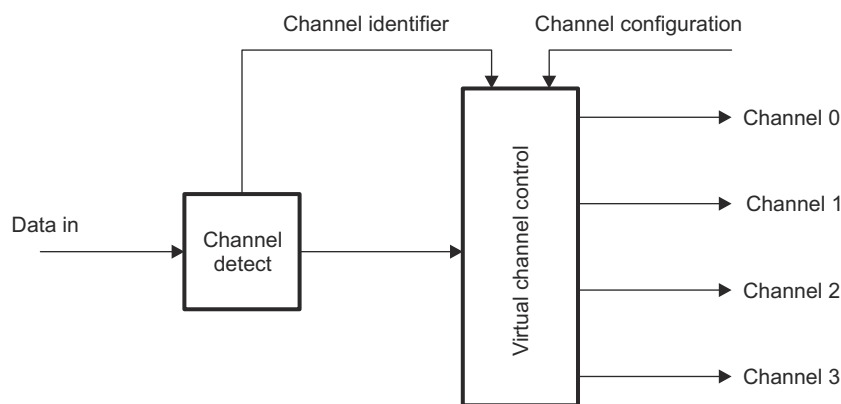 Channel identifier
Channel configuration
Channel 0
Channel 1
Data in
Channel
detect
Virtual channel control
Channel 2
Channel 3